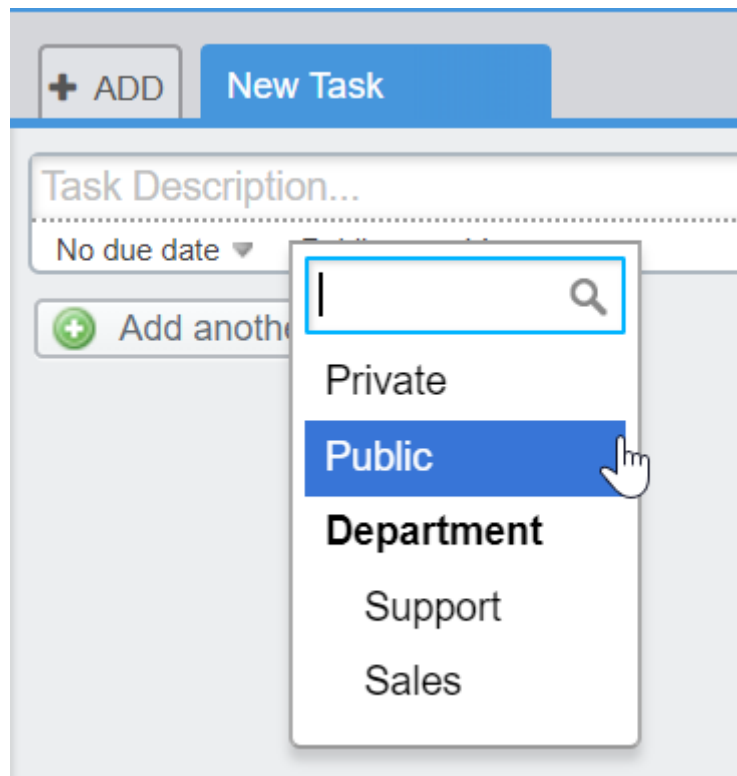 + ADD New Task
Task Description...
No due date
Add anothe
Private
Public
Department
Support
Sales